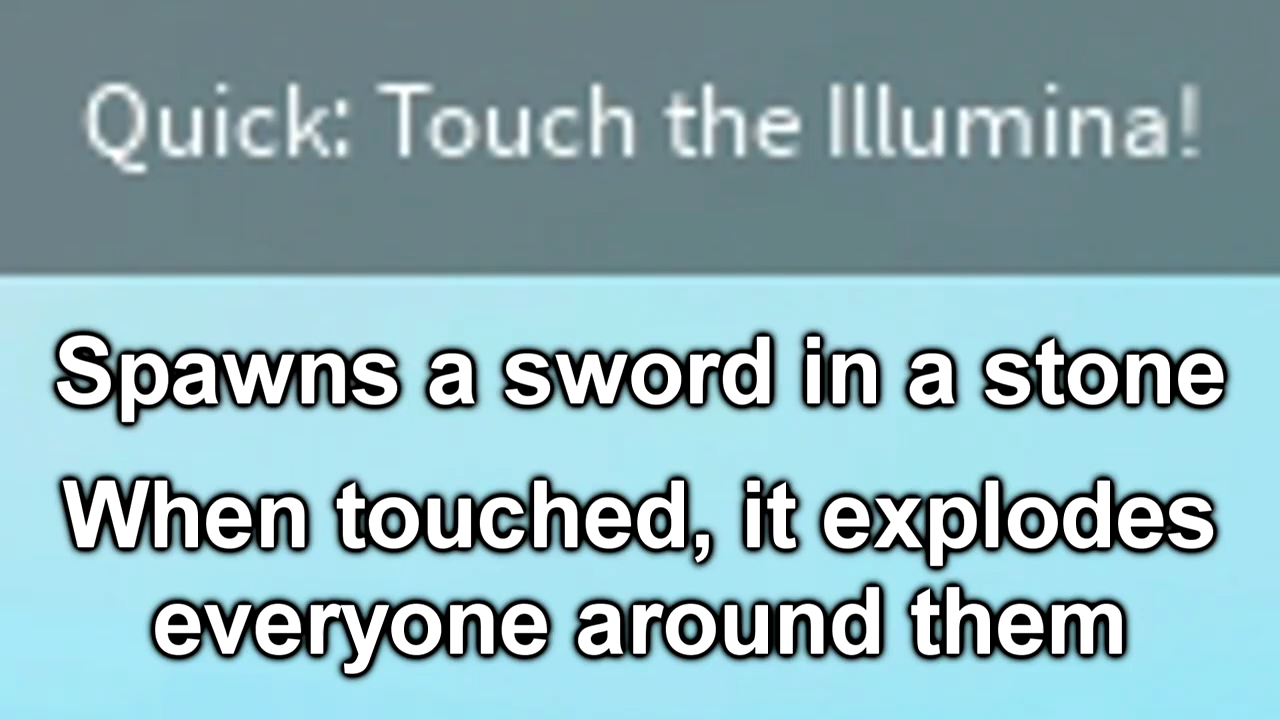 Quick: Touch the Illumina!
Spawns a sword in a stone
When touched, it explodes
everyone around them